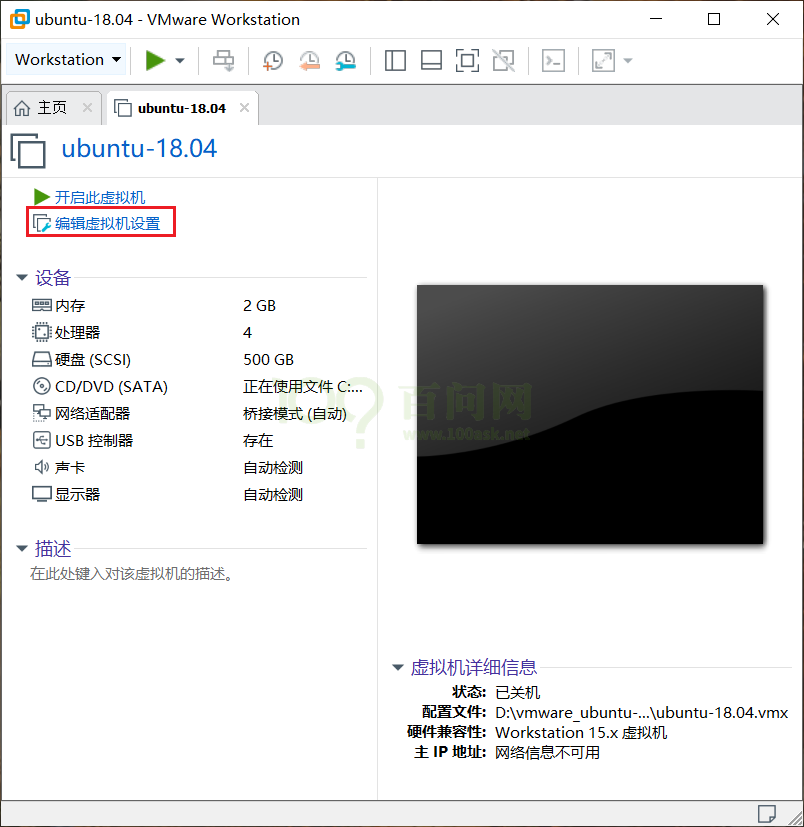 ubuntu-18.04 - VMware Workstation
Workstation
主页
ubuntu-18.04
ubuntu-18.04
开启此虚拟机
编辑虚拟机设置
设备
内存 2 GB
处理器 4
硬盘 (SCSI) 500 GB
CD/DVD (SATA) 正在使用文件 C:...
网络适配器 桥接模式 (自动)
USB 控制器 存在
声卡 自动检测
显示器 自动检测
百问网
www.100ask.net
描述
在此处键入对该虚拟机的描述。
虚拟机详细信息
状态: 已关机
配置文件: D:\vmware_ubuntu-...\ubuntu-18.04.vmx
硬件兼容性: Workstation 15.x 虚拟机
主 IP 地址: 网络信息不可用